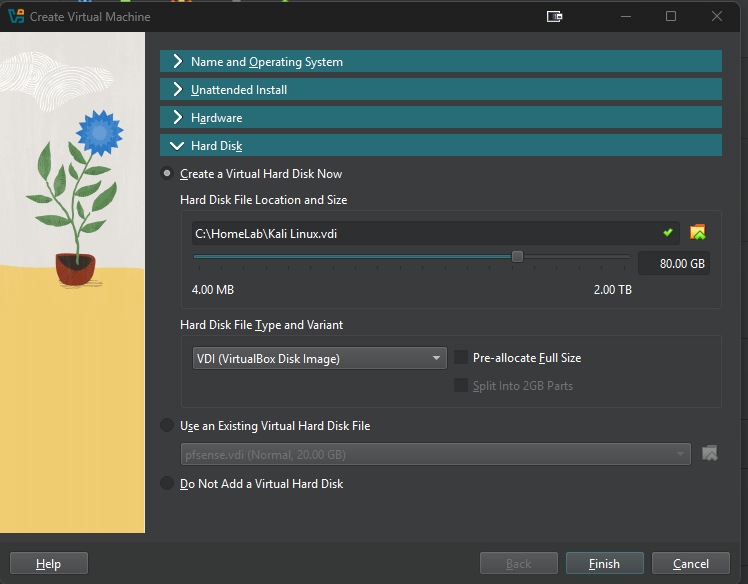 Create Virtual Machine
Name and Operating System
Unattended Install
Hardware
Hard Disk
Create a Virtual Hard Disk Now
Hard Disk File Location and Size
C:\HomeLab\Kali Linux.vdi
80.00 GB
4.00 MB 2.00 TB
Hard Disk File Type and Variant
VDI (VirtualBox Disk Image) Pre-allocate Full Size
Split Into 2GB Parts
Use an Existing Virtual Hard Disk File
pfsense.vdi (Normal, 20.00 GB)
Do Not Add a Virtual Hard Disk
Help Back Finish Cancel